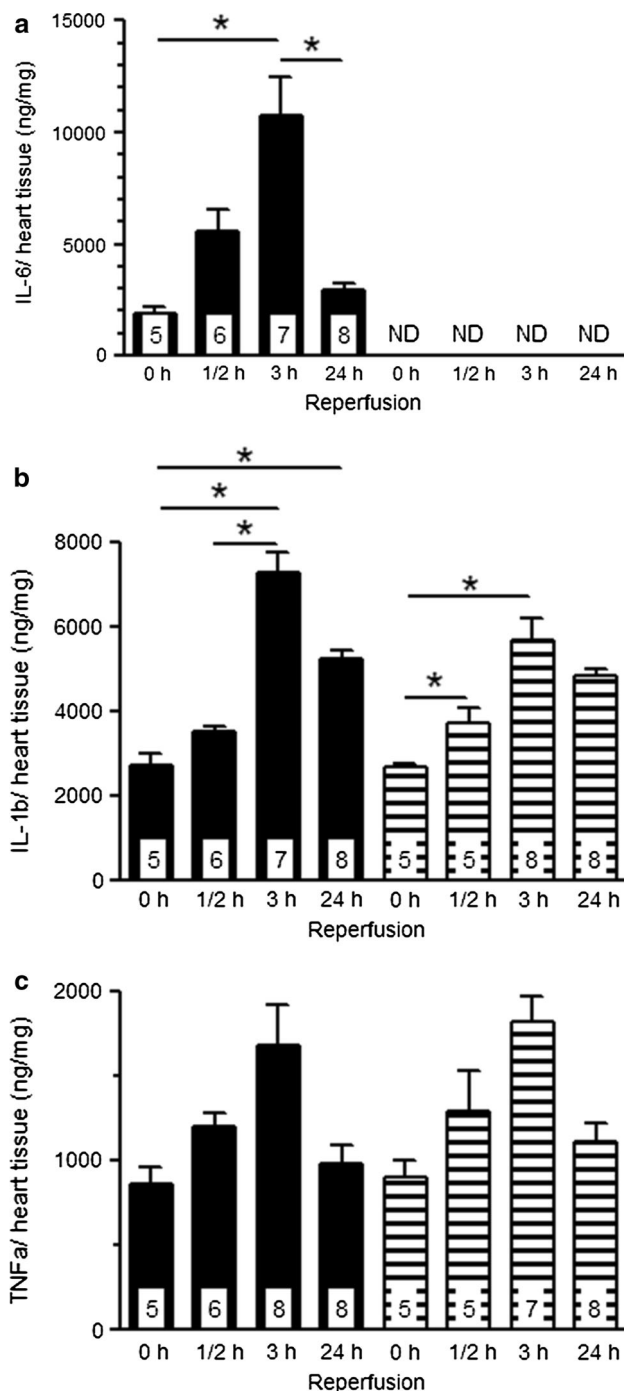 a
*
*
15000
10000
5000
0
IL-6/ heart tissue (ng/mg)
5 6 7 8 ND ND ND ND
0 h 1/2 h 3 h 24 h 0 h 1/2 h 3 h 24 h
Reperfusion
b
*
*
*
*
*
8000
6000
4000
2000
0
IL-1b/ heart tissue (ng/mg)
5 6 7 8 5 5 8 8
0 h 1/2 h 3 h 24 h 0 h 1/2 h 3 h 24 h
Reperfusion
c
2000
1000
0
TNFa/ heart tissue (ng/mg)
5 6 8 8 5 5 7 8
0 h 1/2 h 3 h 24 h 0 h 1/2 h 3 h 24 h
Reperfusion